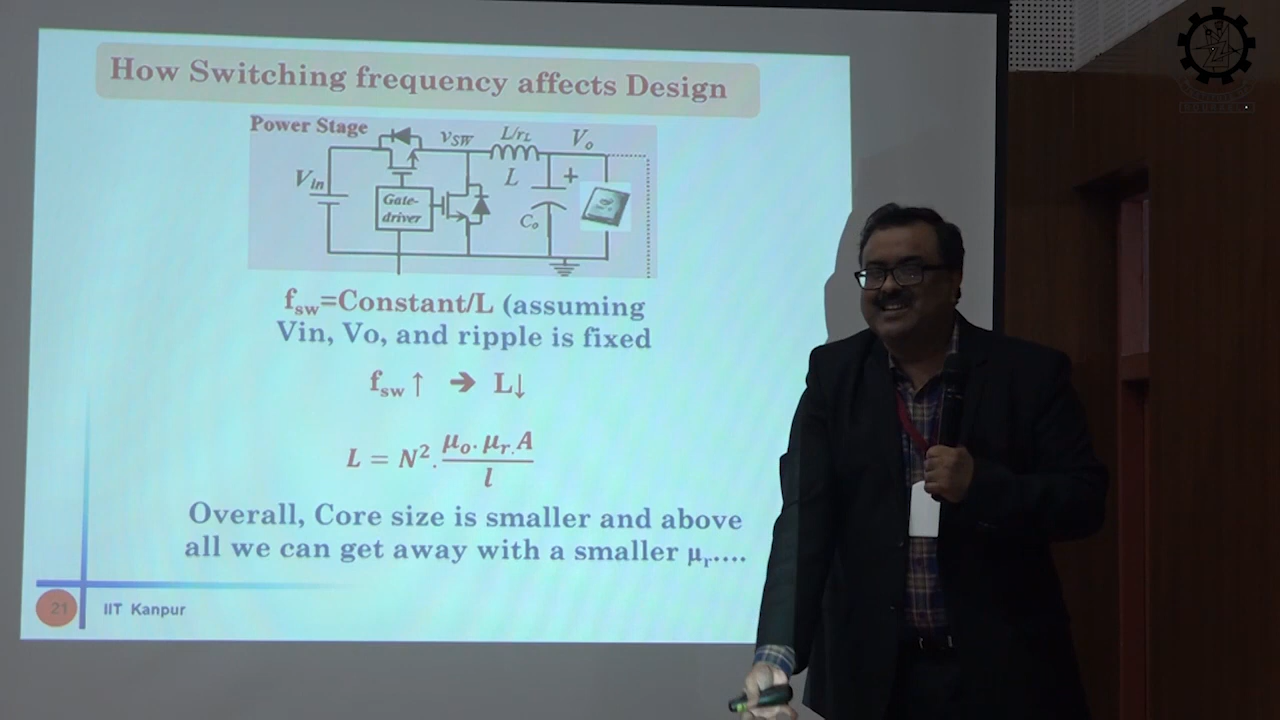 How Switching frequency affects Design
Power Stage
vSW
L/rL
Vo
Vin
L
+
Gate-
driver
Co
fsw=Constant/L (assuming
Vin, Vo, and ripple is fixed
fsw ↑ ➔ L↓
L = N². μo. μr. A / l
Overall, Core size is smaller and above
all we can get away with a smaller μr....
21
IIT Kanpur